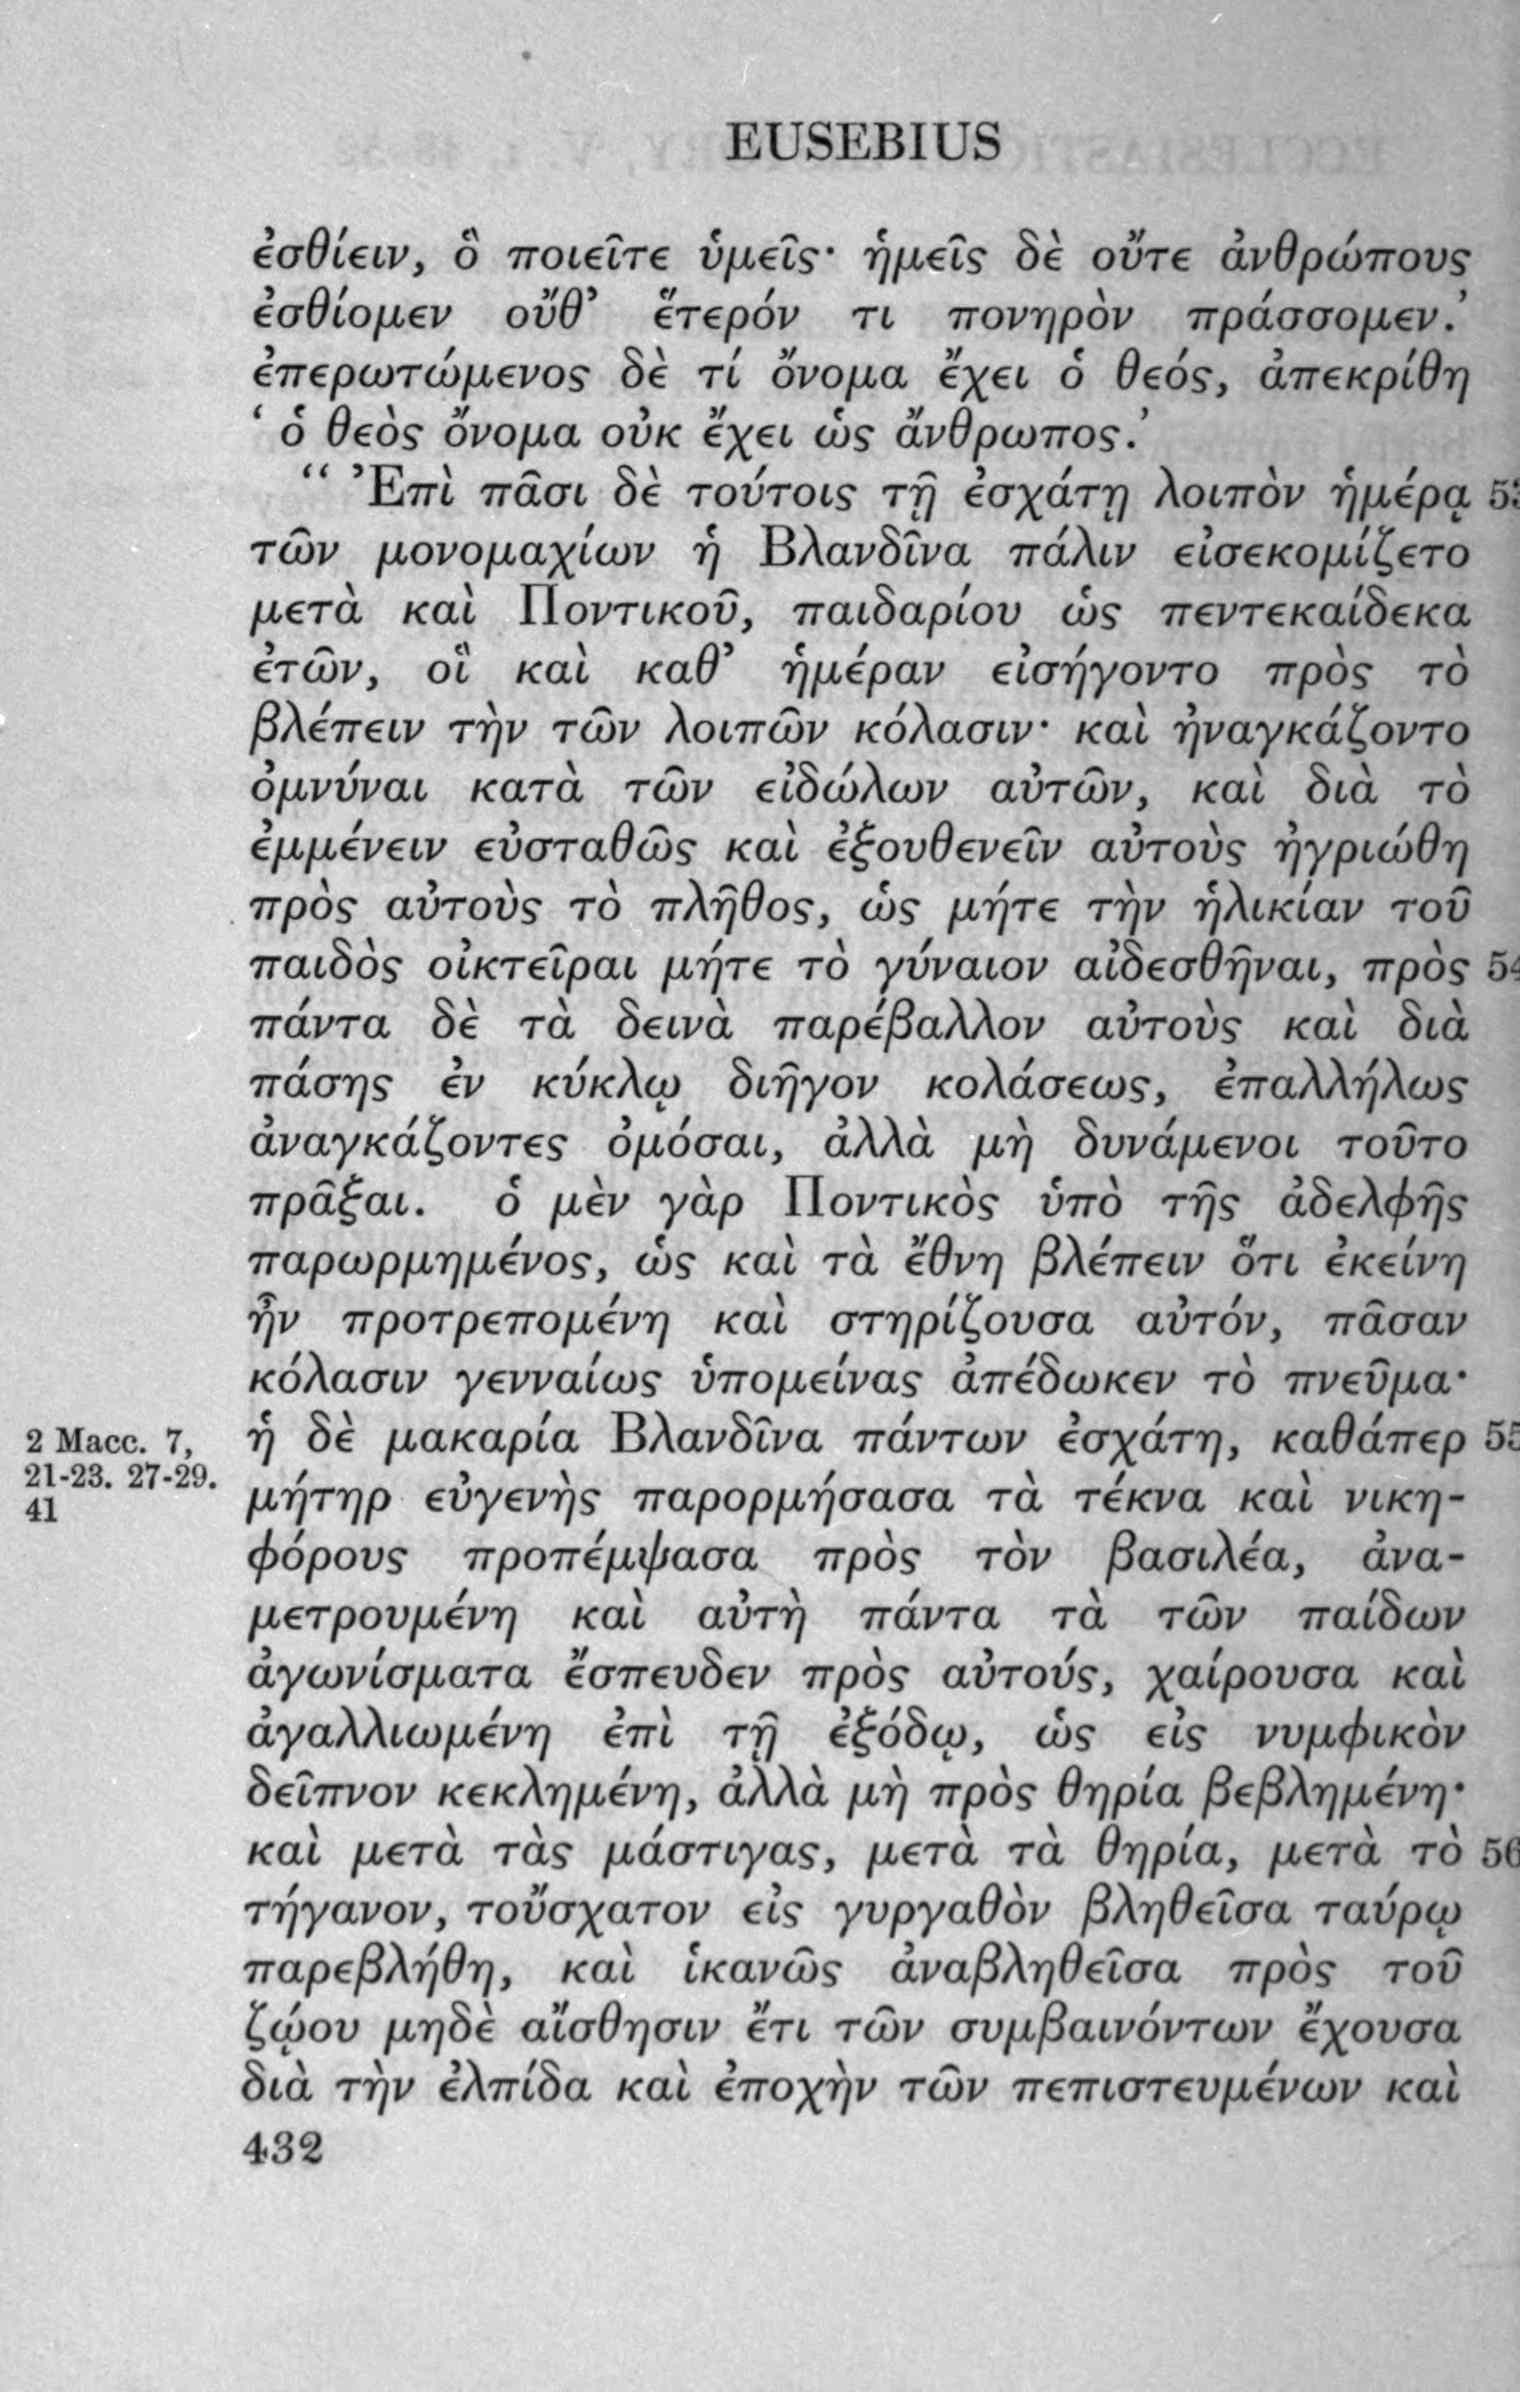 EUSEBIUS
ἐσθίειν, ὃ ποιεῖτε ὑμεῖς· ἡμεῖς δὲ οὔτε ἀνθρώπους
ἐσθίομεν οὔθ’ ἕτερόν τι πονηρὸν πράσσομεν.’
ἐπερωτώμενος δὲ τί ὄνομα ἔχει ὁ θεός, ἀπεκρίθη
‘ ὁ θεὸς ὄνομα οὐκ ἔχει ὡς ἄνθρωπος.’
“ Ἐπὶ πᾶσι δὲ τούτοις τῇ ἐσχάτῃ λοιπὸν ἡμέρᾳ 53
τῶν μονομαχίων ἡ Βλανδῖνα πάλιν εἰσεκομίζετο
μετὰ καὶ Ποντικοῦ, παιδαρίου ὡς πεντεκαίδεκα
ἐτῶν, οἳ καὶ καθ’ ἡμέραν εἰσήγοντο πρὸς τὸ
βλέπειν τὴν τῶν λοιπῶν κόλασιν· καὶ ἠναγκάζοντο
ὀμνύναι κατὰ τῶν εἰδώλων αὐτῶν, καὶ διὰ τὸ
ἐμμένειν εὐσταθῶς καὶ ἐξουθενεῖν αὐτοὺς ἠγριώθη
πρὸς αὐτοὺς τὸ πλῆθος, ὡς μήτε τὴν ἡλικίαν τοῦ
παιδὸς οἰκτεῖραι μήτε τὸ γύναιον αἰδεσθῆναι, πρὸς 54
πάντα δὲ τὰ δεινὰ παρέβαλλον αὐτοὺς καὶ διὰ
πάσης ἐν κύκλῳ διῆγον κολάσεως, ἐπαλλήλως
ἀναγκάζοντες ὀμόσαι, ἀλλὰ μὴ δυνάμενοι τοῦτο
πρᾶξαι. ὁ μὲν γὰρ Ποντικὸς ὑπὸ τῆς ἀδελφῆς
παρωρμημένος, ὡς καὶ τὰ ἔθνη βλέπειν ὅτι ἐκείνη
ἦν προτρεπομένη καὶ στηρίζουσα αὐτόν, πᾶσαν
κόλασιν γενναίως ὑπομείνας ἀπέδωκεν τὸ πνεῦμα·
2 Macc. 7,
21-23. 27-29.
41
ἡ δὲ μακαρία Βλανδῖνα πάντων ἐσχάτη, καθάπερ 55
μήτηρ εὐγενὴς παρορμήσασα τὰ τέκνα καὶ νικη-
φόρους προπέμψασα πρὸς τὸν βασιλέα, ἀνα-
μετρουμένη καὶ αὐτὴ πάντα τὰ τῶν παίδων
ἀγωνίσματα ἔσπευδεν πρὸς αὐτούς, χαίρουσα καὶ
ἀγαλλιωμένη ἐπὶ τῇ ἐξόδῳ, ὡς εἰς νυμφικὸν
δεῖπνον κεκλημένη, ἀλλὰ μὴ πρὸς θηρία βεβλημένη·
καὶ μετὰ τὰς μάστιγας, μετὰ τὰ θηρία, μετὰ τὸ 56
τήγανον, τοὔσχατον εἰς γυργαθὸν βληθεῖσα ταύρῳ
παρεβλήθη, καὶ ἱκανῶς ἀναβληθεῖσα πρὸς τοῦ
ζῴου μηδὲ αἴσθησιν ἔτι τῶν συμβαινόντων ἔχουσα
διὰ τὴν ἐλπίδα καὶ ἐποχὴν τῶν πεπιστευμένων καὶ
432